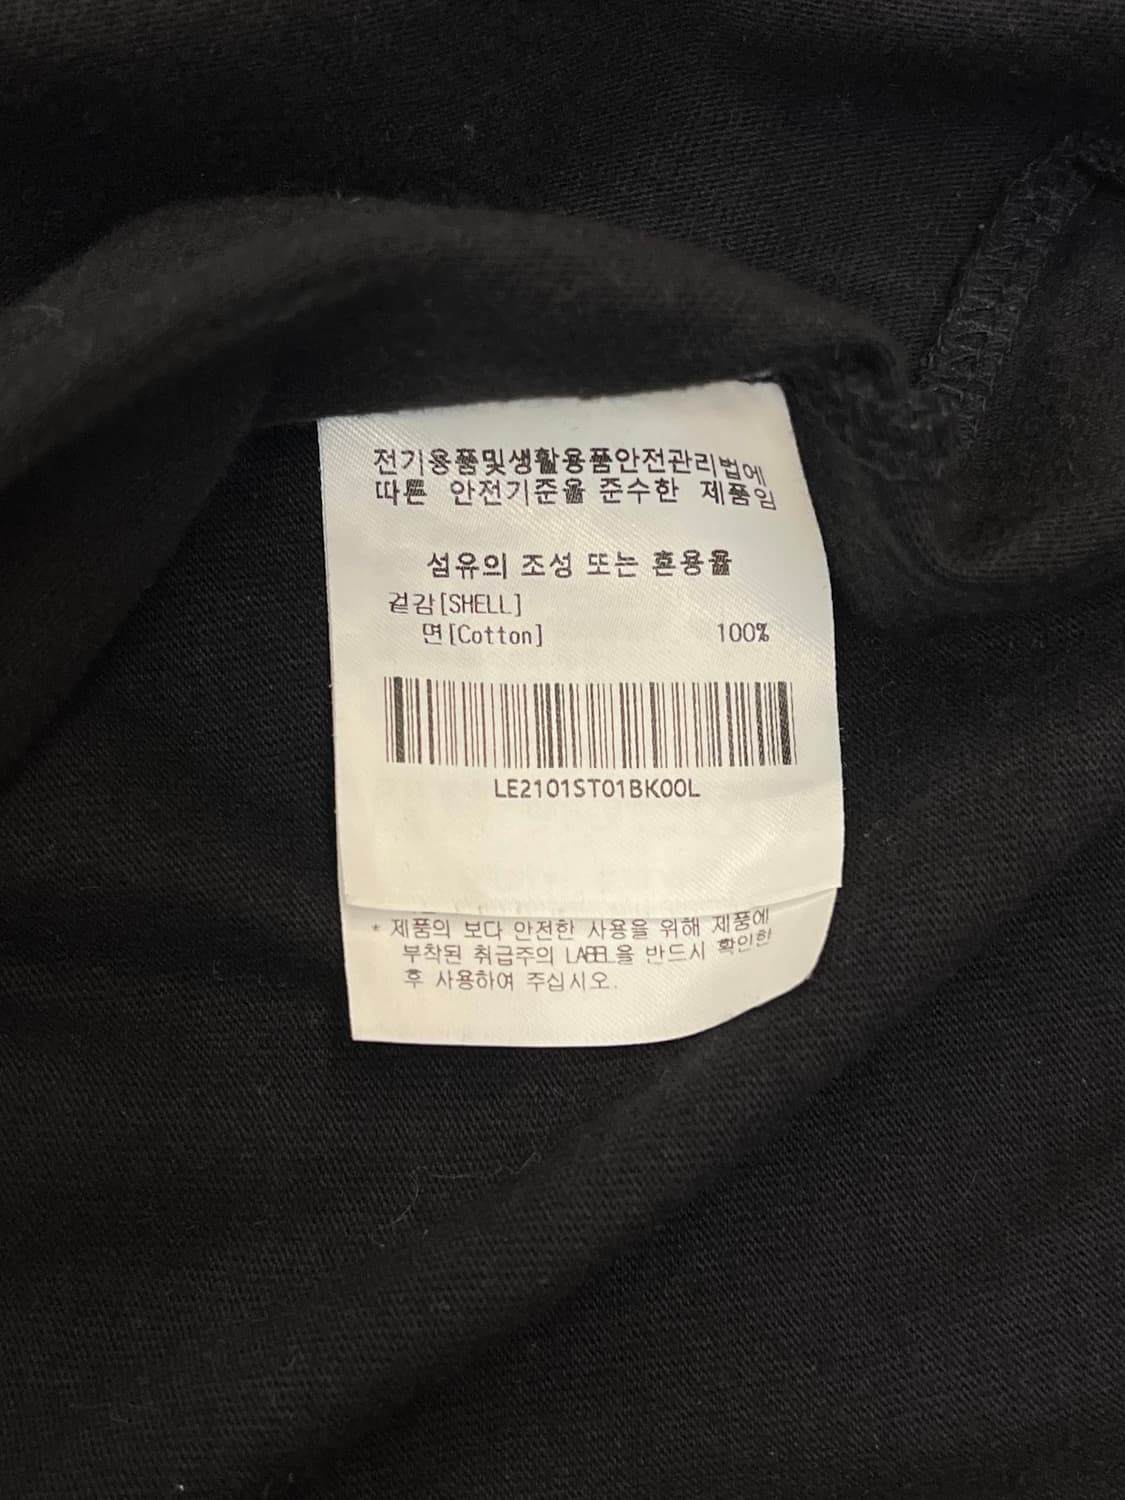 전기용품및생활용품안전관리법에
따른 안전기준을 준수한 제품임
섬유의 조성 또는 혼용율
겉감[SHELL]
면[Cotton] 100%
LE2101ST01BK00L
* 제품의 보다 안전한 사용을 위해 제품에
부착된 취급주의 LABEL을 반드시 확인한
후 사용하여 주십시오.